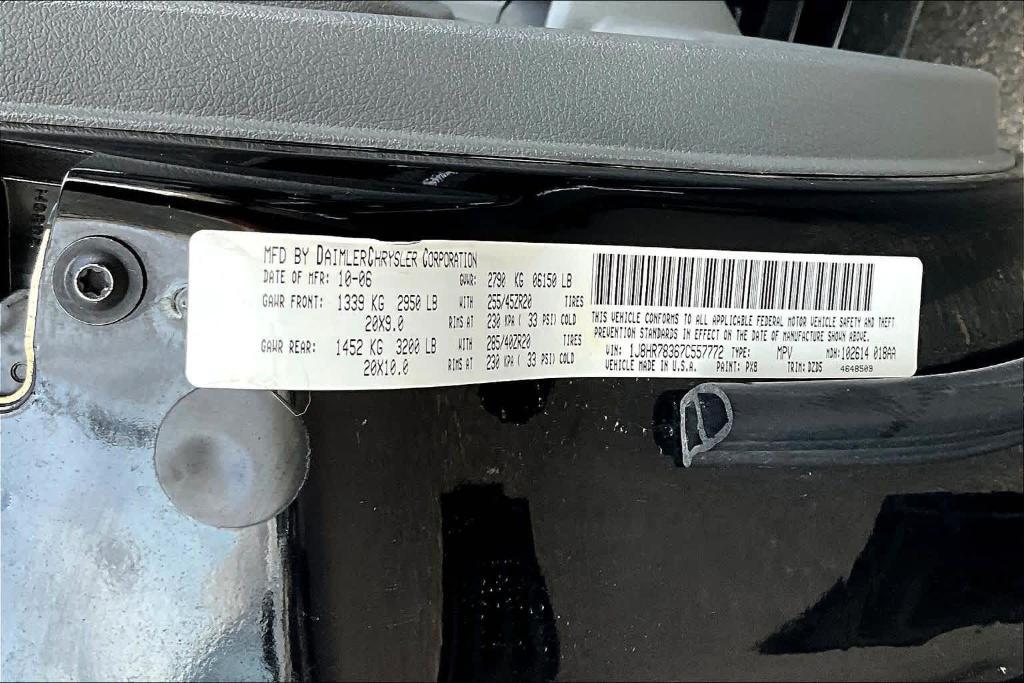 MFD BY DAIMLERCHRYSLER CORPORATION
DATE OF MFR: 10-06 GVWR: 2790 KG 06150 LB
GAWR FRONT: 1339 KG 2950 LB WITH 255/45ZR20 TIRES
20X9.0 RIMS AT 230 KPA ( 33 PSI) COLD
GAWR REAR: 1452 KG 3200 LB WITH 285/40ZR20 TIRES
20X10.0 RIMS AT 230 KPA ( 33 PSI) COLD
THIS VEHICLE CONFORMS TO ALL APPLICABLE FEDERAL MOTOR VEHICLE SAFETY AND THEFT
PREVENTION STANDARDS IN EFFECT ON THE DATE OF MANUFACTURE SHOWN ABOVE.
VIN: 1J8HR78367C557772 TYPE: MPV MDH: 102614 018AA
VEHICLE MADE IN U.S.A. PAINT: PX8 TRIM: DZDS 4648509